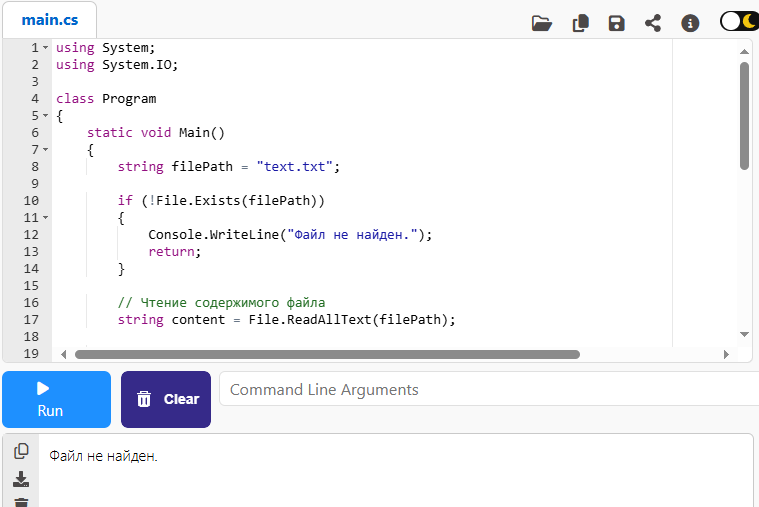 main.cs
1 using System;
2 using System.IO;
3
4 class Program
5 {
6 static void Main()
7 {
8 string filePath = "text.txt";
9
10 if (!File.Exists(filePath))
11 {
12 Console.WriteLine("Файл не найден.");
13 return;
14 }
15
16 // Чтение содержимого файла
17 string content = File.ReadAllText(filePath);
18
19
Run
Clear
Command Line Arguments
Файл не найден.